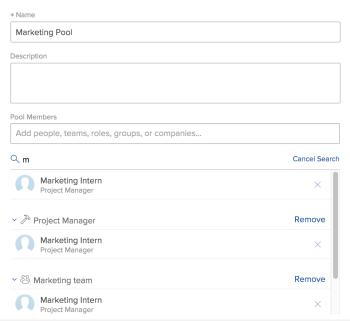 * Name
Marketing Pool
Description
Pool Members
Add people, teams, roles, groups, or companies...
m
Cancel Search
Marketing Intern
Project Manager
Project Manager
Remove
Marketing Intern
Project Manager
Marketing team
Remove
Marketing Intern
Project Manager